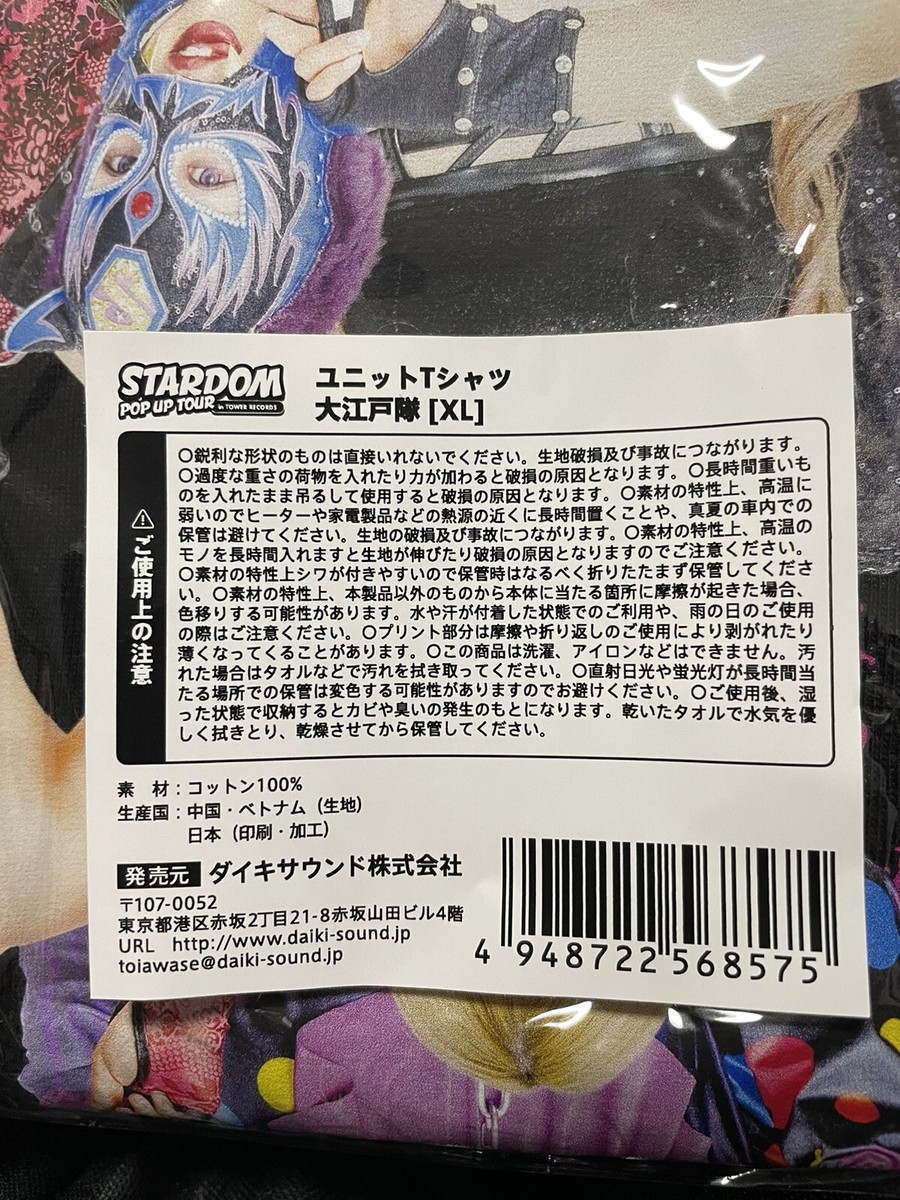 STARDOM
POP UP TOUR in TOWER RECORDS
ユニットTシャツ
大江戸隊 [XL]
⚠ご使用上の注意
○鋭利な形状のものは直接いれないでください。生地破損及び事故につながります。
○過度な重さの荷物を入れたり力が加わると破損の原因となります。○長時間重いも
のを入れたまま吊るして使用すると破損の原因となります。○素材の特性上、高温に
弱いのでヒーターや家電製品などの熱源の近くに長時間置くことや、真夏の車内での
保管は避けてください。生地の破損及び事故につながります。○素材の特性上、高温の
モノを長時間入れますと生地が伸びたり破損の原因となりますのでご注意ください。
○素材の特性上シワが付きやすいので保管時はなるべく折りたたまず保管してくださ
い。○素材の特性上、本製品以外のものから本体に当たる箇所に摩擦が起きた場合、
色移りする可能性があります。水や汗が付着した状態でのご利用や、雨の日のご使用
の際はご注意ください。○プリント部分は摩擦や折り返しのご使用により剥がれたり
薄くなってくることがあります。○この商品は洗濯、アイロンなどはできません。汚
れた場合はタオルなどで汚れを拭き取ってください。○直射日光や蛍光灯が長時間当
たる場所での保管は変色する可能性がありますのでお避けください。○ご使用後、湿
った状態で収納するとカビや臭いの発生のもとになります。乾いたタオルで水気を優
しく拭きとり、乾燥させてから保管してください。
素　材：コットン100%
生産国：中国・ベトナム（生地）
日本（印刷・加工）
発売元 ダイキサウンド株式会社
〒107-0052
東京都港区赤坂2丁目21-8赤坂山田ビル4階
URL http://www.daiki-sound.jp
toiawase@daiki-sound.jp
4 948722 568575